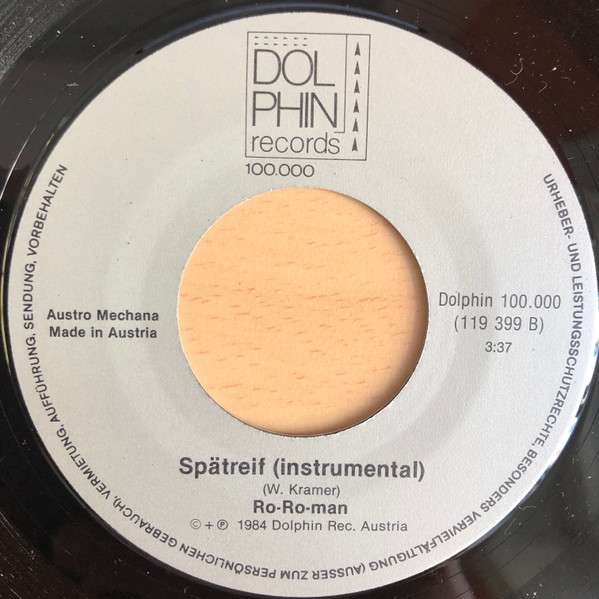 DOL
PHIN
records
100.000
URHEBER- UND LEISTUNGSSCHUTZRECHTE, BESONDERS VERVIELFÄLTIGUNG (AUSSER ZUM PERSÖNLICHEN GEBRAUCH), VERMIETUNG, AUFFÜHRUNG, SENDUNG, VORBEHALTEN
Austro Mechana
Made in Austria
Dolphin 100.000
(119 399 B)
3:37
Spätreif (instrumental)
(W. Kramer)
Ro-Ro-man
©+℗ 1984 Dolphin Rec. Austria